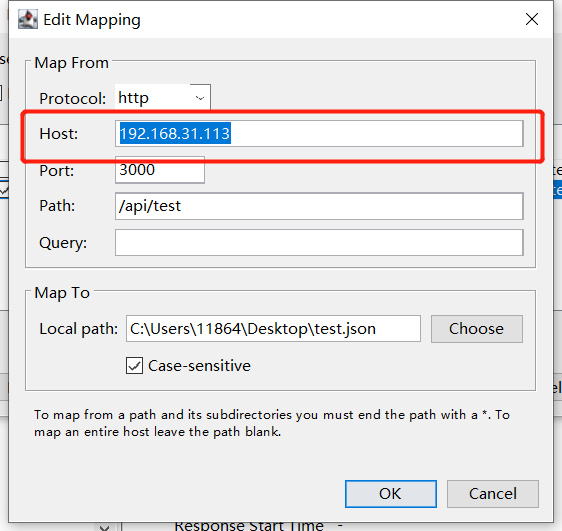 Edit Mapping
Map From
Protocol: http
Host: 192.168.31.113
Port: 3000
Path: /api/test
Query:
Map To
Local path: C:\Users\11864\Desktop\test.json Choose
Case-sensitive
To map from a path and its subdirectories you must end the path with a *. To
map an entire host leave the path blank.
OK Cancel
Response Start Time -